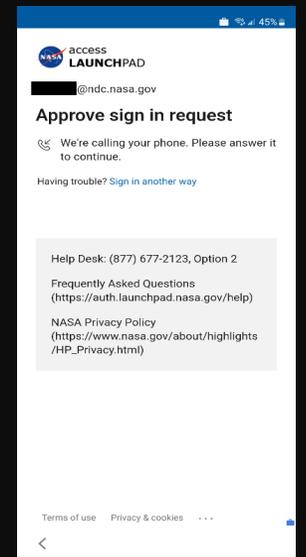 45%
NASA
access
LAUNCHPAD
@ndc.nasa.gov
Approve sign in request
We're calling your phone. Please answer it
to continue.
Having trouble? Sign in another way
Help Desk: (877) 677-2123, Option 2
Frequently Asked Questions
(https://auth.launchpad.nasa.gov/help)
NASA Privacy Policy
(https://www.nasa.gov/about/highlights
/HP_Privacy.html)
Terms of use Privacy & cookies ...